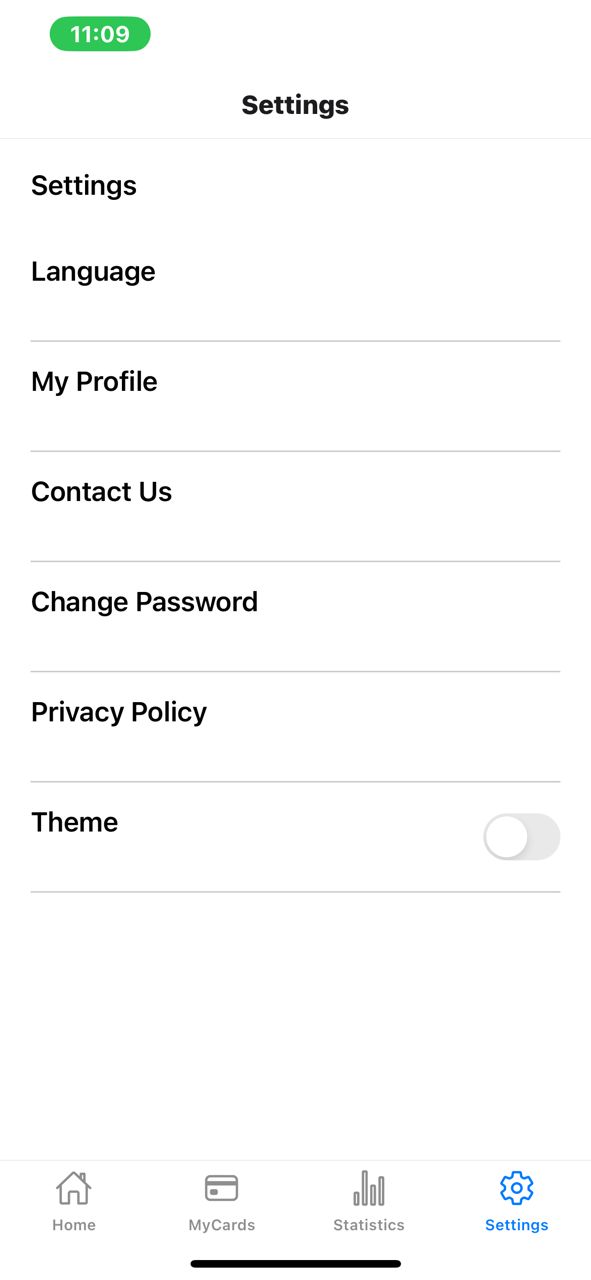 11:09
Settings
Settings
Language
My Profile
Contact Us
Change Password
Privacy Policy
Theme
Home
MyCards
Statistics
Settings